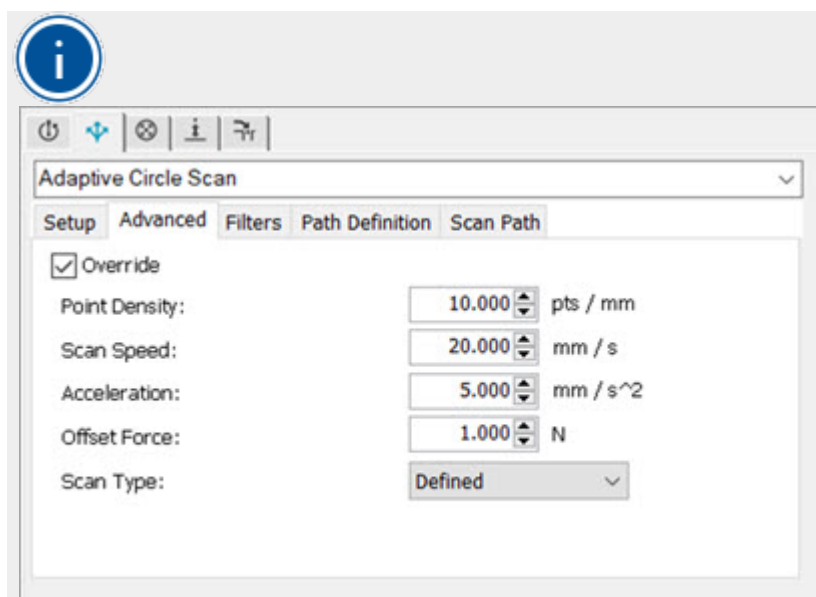 i
Adaptive Circle Scan
Setup Advanced Filters Path Definition Scan Path
Override
Point Density: 10.000 pts / mm
Scan Speed: 20.000 mm / s
Acceleration: 5.000 mm / s^2
Offset Force: 1.000 N
Scan Type: Defined